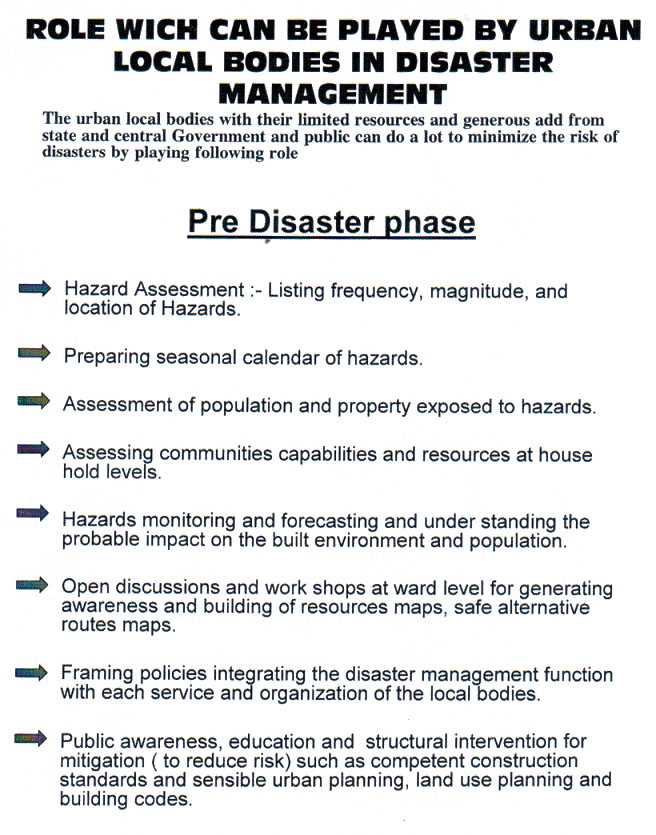 ROLE WICH CAN BE PLAYED BY URBAN
LOCAL BODIES IN DISASTER
MANAGEMENT
The urban local bodies with their limited resources and generous add from
state and central Government and public can do a lot to minimize the risk of
disasters by playing following role
Pre Disaster phase
Hazard Assessment :- Listing frequency, magnitude, and
location of Hazards.
Preparing seasonal calendar of hazards.
Assessment of population and property exposed to hazards.
Assessing communities capabilities and resources at house
hold levels.
Hazards monitoring and forecasting and under standing the
probable impact on the built environment and population.
Open discussions and work shops at ward level for generating
awareness and building of resources maps, safe alternative
routes maps.
Framing policies integrating the disaster management function
with each service and organization of the local bodies.
Public awareness, education and  structural intervention for
mitigation ( to reduce risk) such as competent construction
standards and sensible urban planning, land use planning and
building codes.